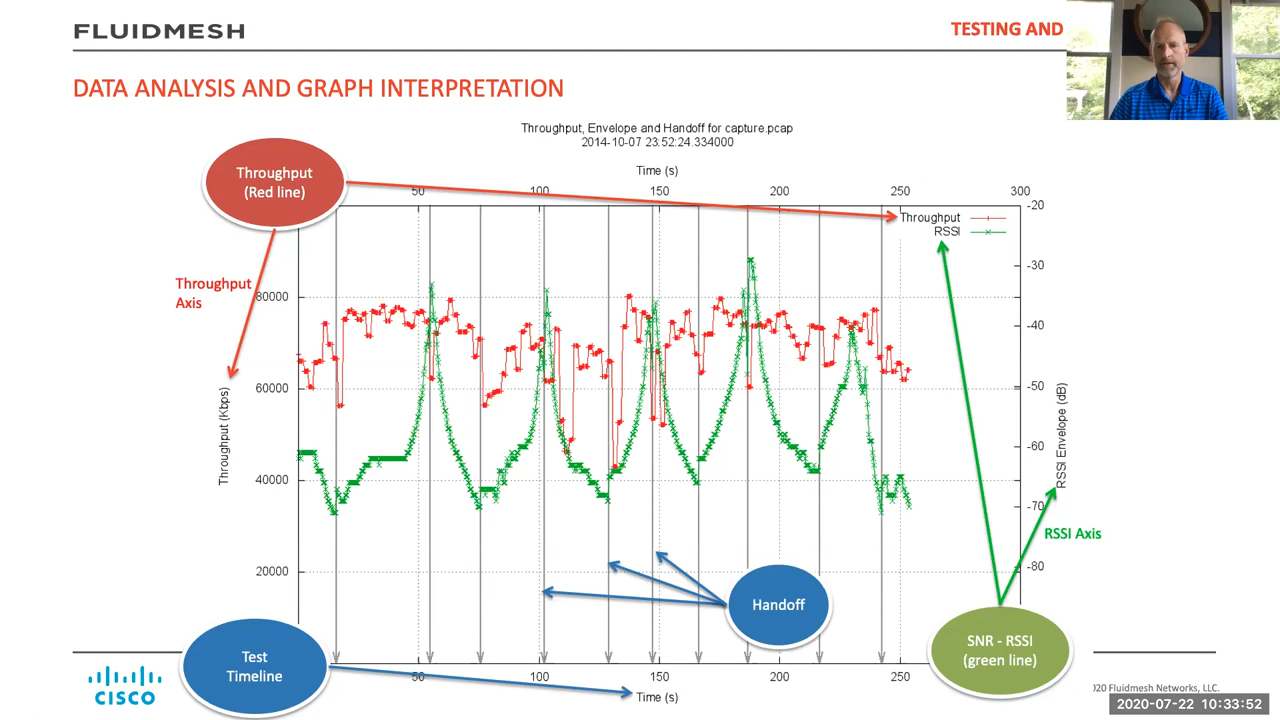 FLUIDMESH
TESTING AND
DATA ANALYSIS AND GRAPH INTERPRETATION
Throughput, Envelope and Handoff for capture.pcap
2014-10-07 23:52:24.334000
Time (s)
50 100 150 200 250 300
Throughput
(Red line)
Throughput
RSSI
Throughput
Axis
80000
60000
40000
20000
Throughput (Kbps)
-20
-30
-40
-50
-60
-70
-80
RSSI Envelope (dB)
RSSI Axis
Handoff
SNR - RSSI
(green line)
Test
Timeline
50 100 150 200 250
Time (s)
CISCO
020 Fluidmesh Networks, LLC.
2020-07-22 10:33:52